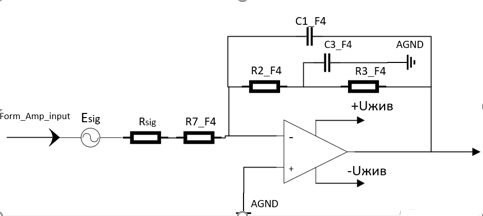 C1_F4
C3_F4
AGND
R2_F4
R3_F4
Form_Amp_input
Esig
Rsig
R7_F4
+Uжив
-
+
-Uжив
AGND